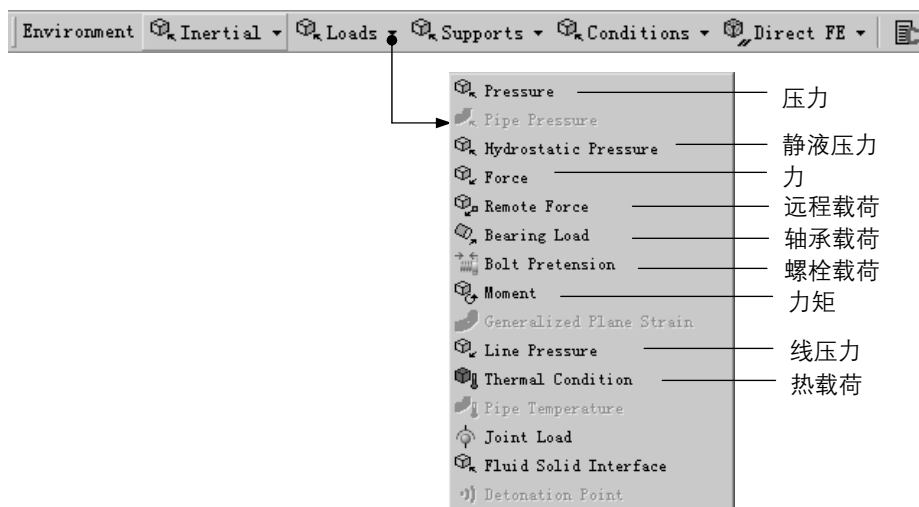 Environment Inertial Loads Supports Conditions Direct FE
Pressure 压力
Pipe Pressure
Hydrostatic Pressure 静液压力
Force 力
Remote Force 远程载荷
Bearing Load 轴承载荷
Bolt Pretension 螺栓载荷
Moment 力矩
Generalized Plane Strain
Line Pressure 线压力
Thermal Condition 热载荷
Pipe Temperature
Joint Load
Fluid Solid Interface
Detonation Point